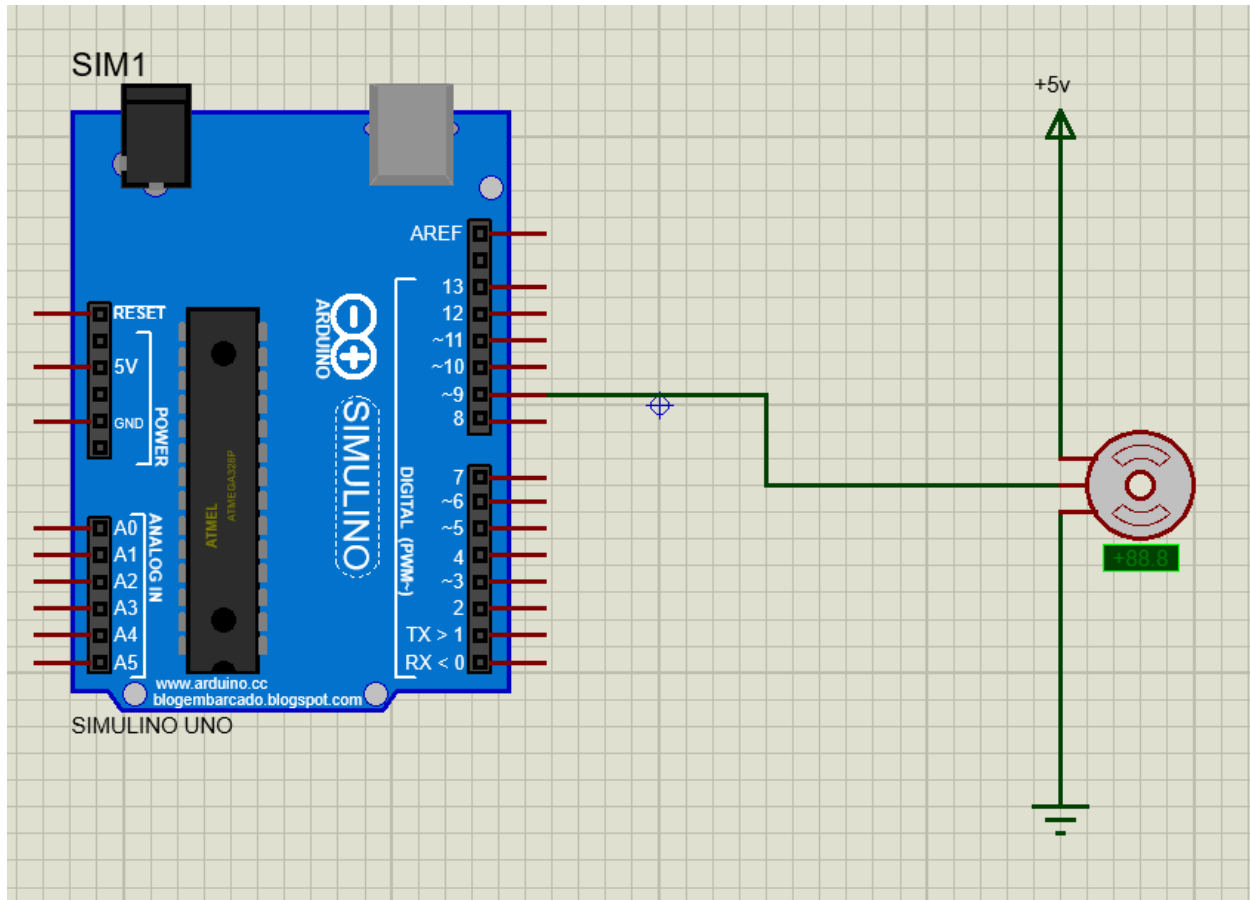 SIM1
+5v
AREF
13
12
~11
~10
~9
8
RESET
5V
GND
POWER
ARDUINO
SIMULINO
ATMEL
ATMEGA328P
DIGITAL (PWM~)
7
~6
~5
4
~3
2
TX > 1
RX < 0
A0
A1
A2
A3
A4
A5
ANALOG IN
+88.8
www.arduino.cc
blogembarcado.blogspot.com
SIMULINO UNO